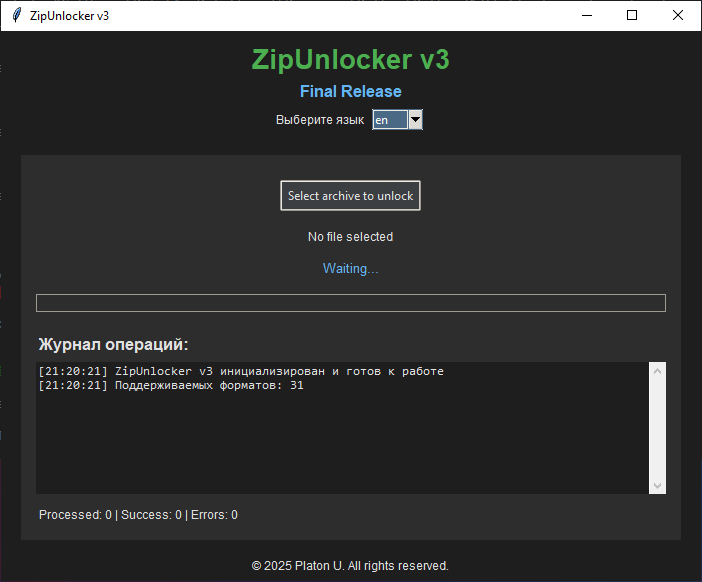 ZipUnlocker v3
ZipUnlocker v3
Final Release
Выберите язык en
Select archive to unlock
No file selected
Waiting...
Журнал операций:
[21:20:21] ZipUnlocker v3 инициализирован и готов к работе
[21:20:21] Поддерживаемых форматов: 31
Processed: 0 | Success: 0 | Errors: 0
© 2025 Platon U. All rights reserved.